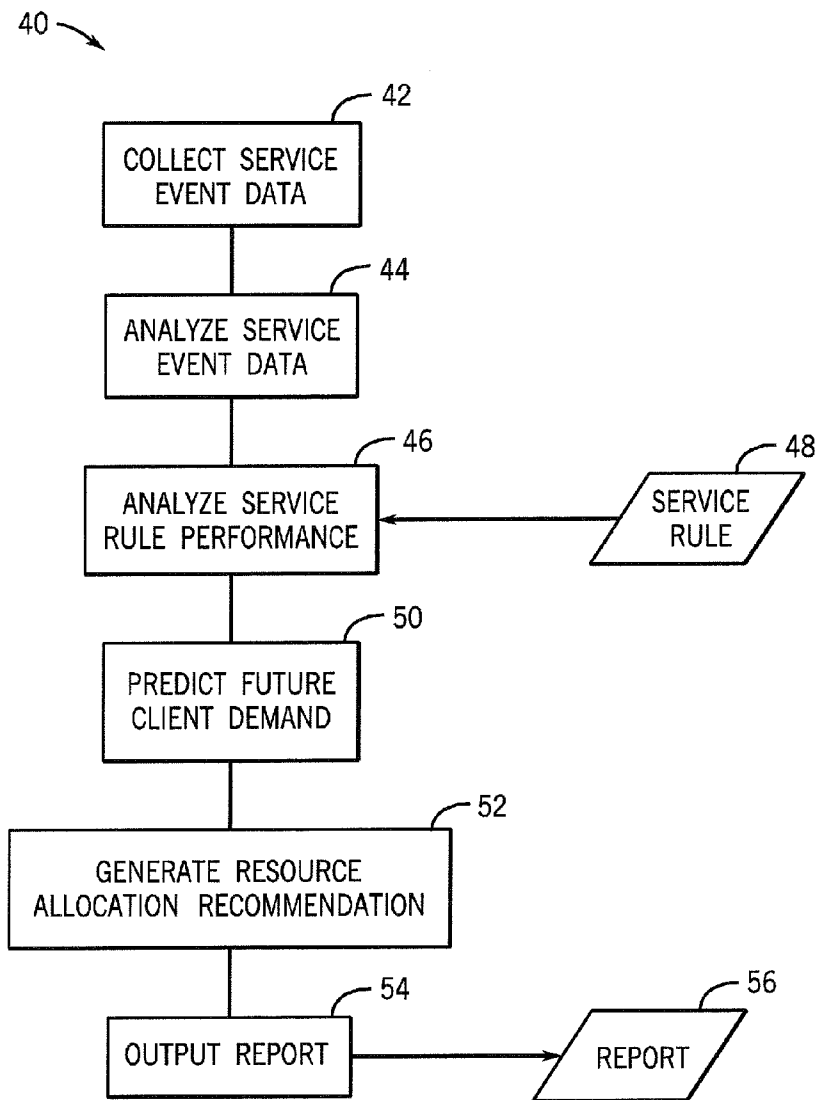 40
42
COLLECT SERVICE
EVENT DATA
44
ANALYZE SERVICE
EVENT DATA
46
ANALYZE SERVICE
RULE PERFORMANCE
48
SERVICE
RULE
50
PREDICT FUTURE
CLIENT DEMAND
52
GENERATE RESOURCE
ALLOCATION RECOMMENDATION
54
OUTPUT REPORT
56
REPORT